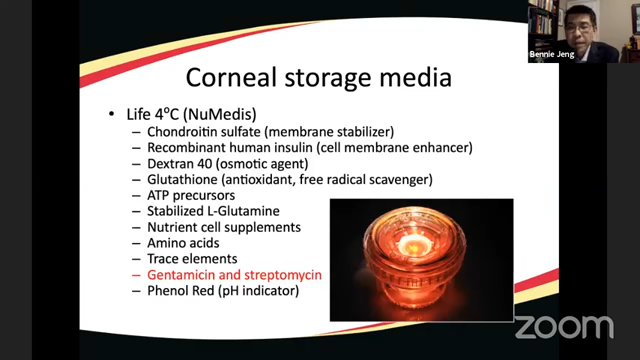 Bennie Jeng
Corneal storage media
• Life 4⁰C (NuMedis)
– Chondroitin sulfate (membrane stabilizer)
– Recombinant human insulin (cell membrane enhancer)
– Dextran 40 (osmotic agent)
– Glutathione (antioxidant, free radical scavenger)
– ATP precursors
– Stabilized L-Glutamine
– Nutrient cell supplements
– Amino acids
– Trace elements
– Gentamicin and streptomycin
– Phenol Red (pH indicator)
zoom